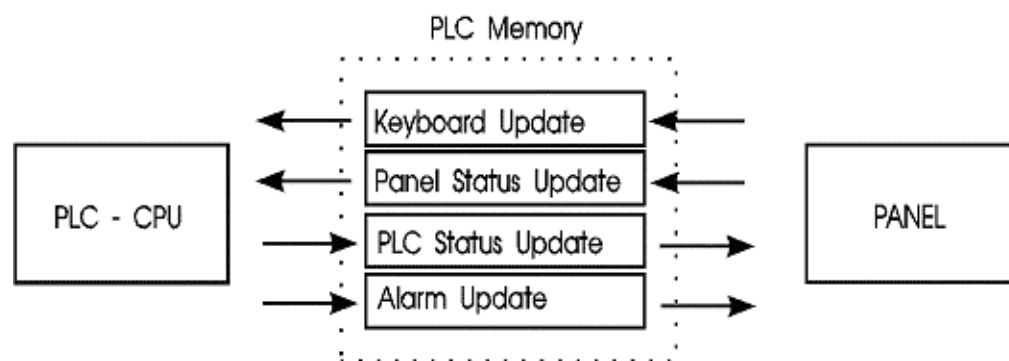 PLC Memory
Keyboard Update
Panel Status Update
PLC - CPU
PANEL
PLC Status Update
Alarm Update